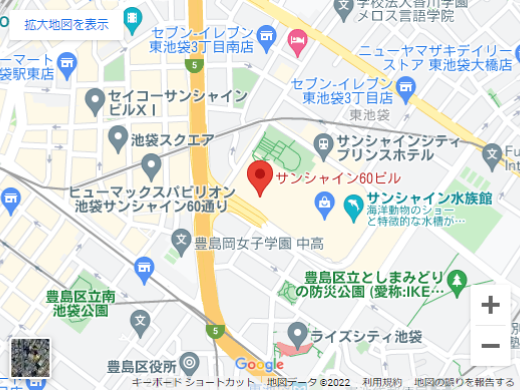 拡大地図を表示
学校法人香川学園
メロス言語学院
セブン-イレブン
東池袋3丁目南店
ニューヤマザキデイリー
ストア 東池袋大橋店
ーマート
袋駅東店
セイコーサンシャイン
ビルXⅠ
セブン-イレブン
東池袋3丁目店
東池袋
池袋スクエア
サンシャインシティ
プリンスホテル
Fu
Int
サンシャイン60ビル
ヒューマックスパビリオン
池袋サンシャイン60通り
サンシャイン水族館
海洋動物のショー
と特徴的な水槽が…
豊島岡女子学園 中高
豊島区立としまみどり
の防災公園 (愛称:IKE…
豊島区立南
池袋公園
5
5
ライズシティ池袋
豊島区役所
Google
キーボード ショートカット
地図データ ©2022
利用規約
地図の誤りを報告する